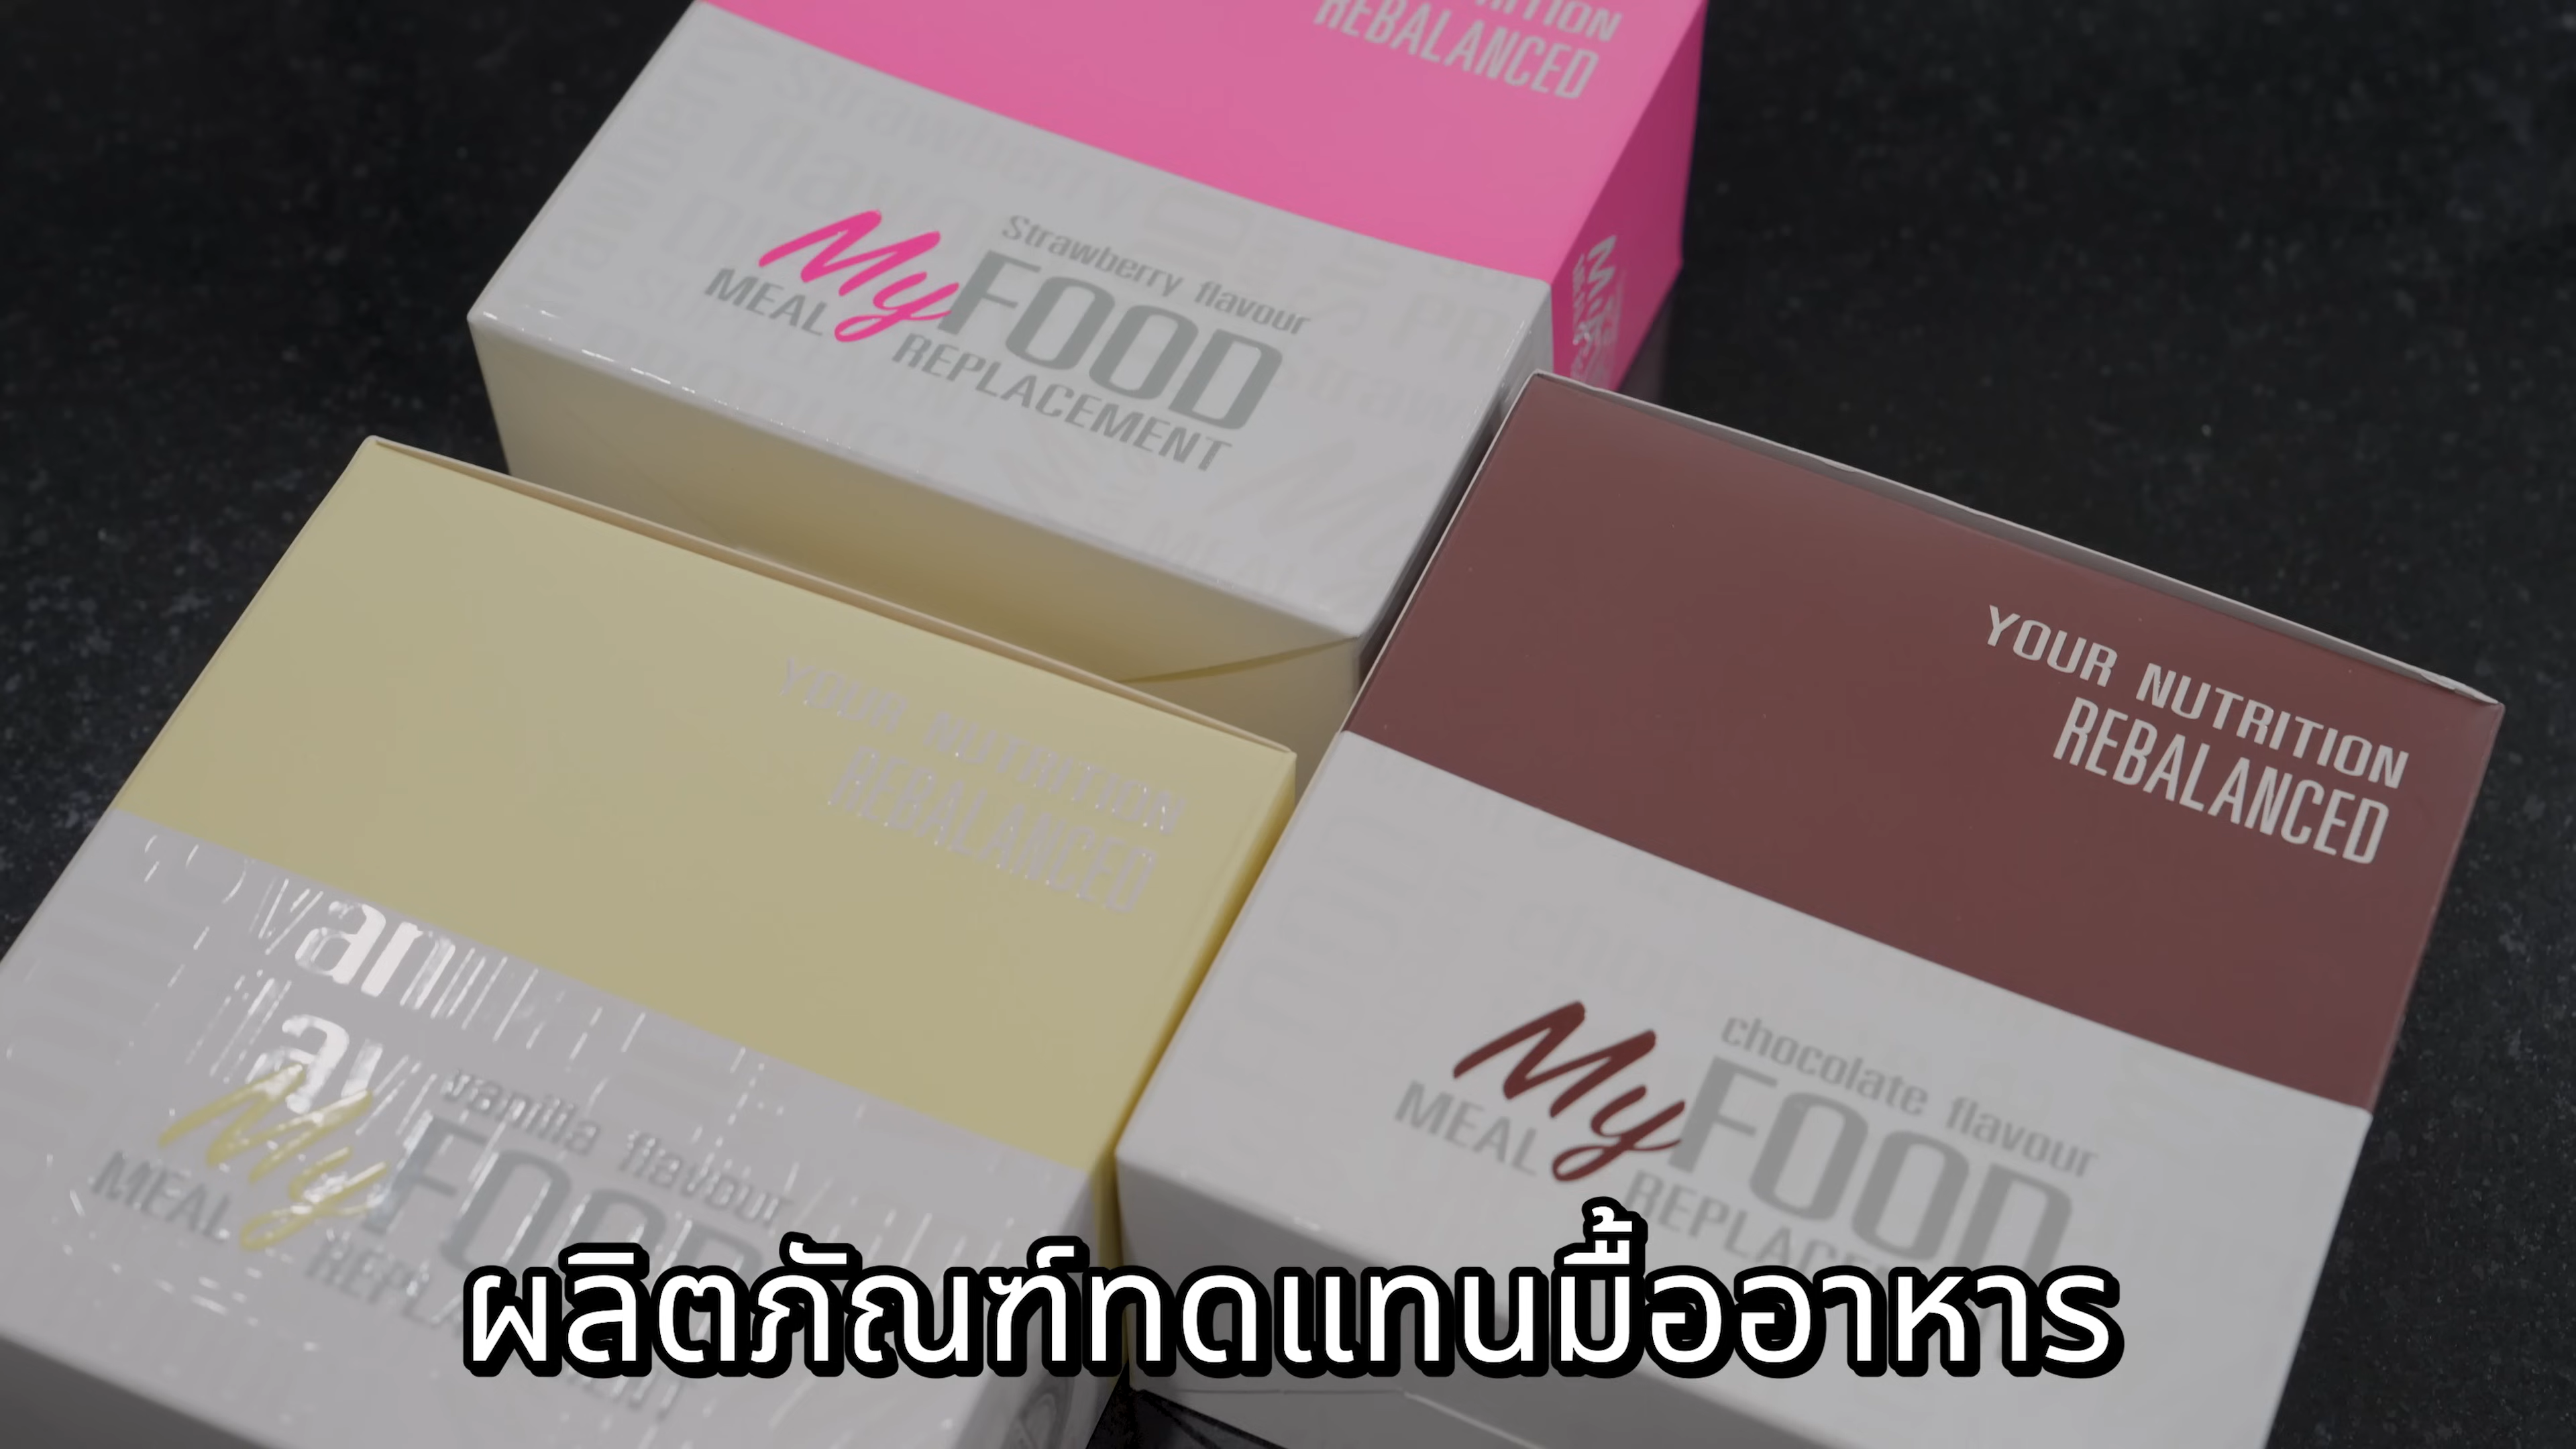 NUTRITION
REBALANCED
Strawberry flavour
My FOOD
MEAL REPLACEMENT
YOUR NUTRITION
REBALANCED
vanilla flavour
My FOOD
MEAL
YOUR NUTRITION
REBALANCED
chocolate flavour
My FOOD
MEAL REPLACEMENT
ผลิตภัณฑ์ทดแทนมื้ออาหาร